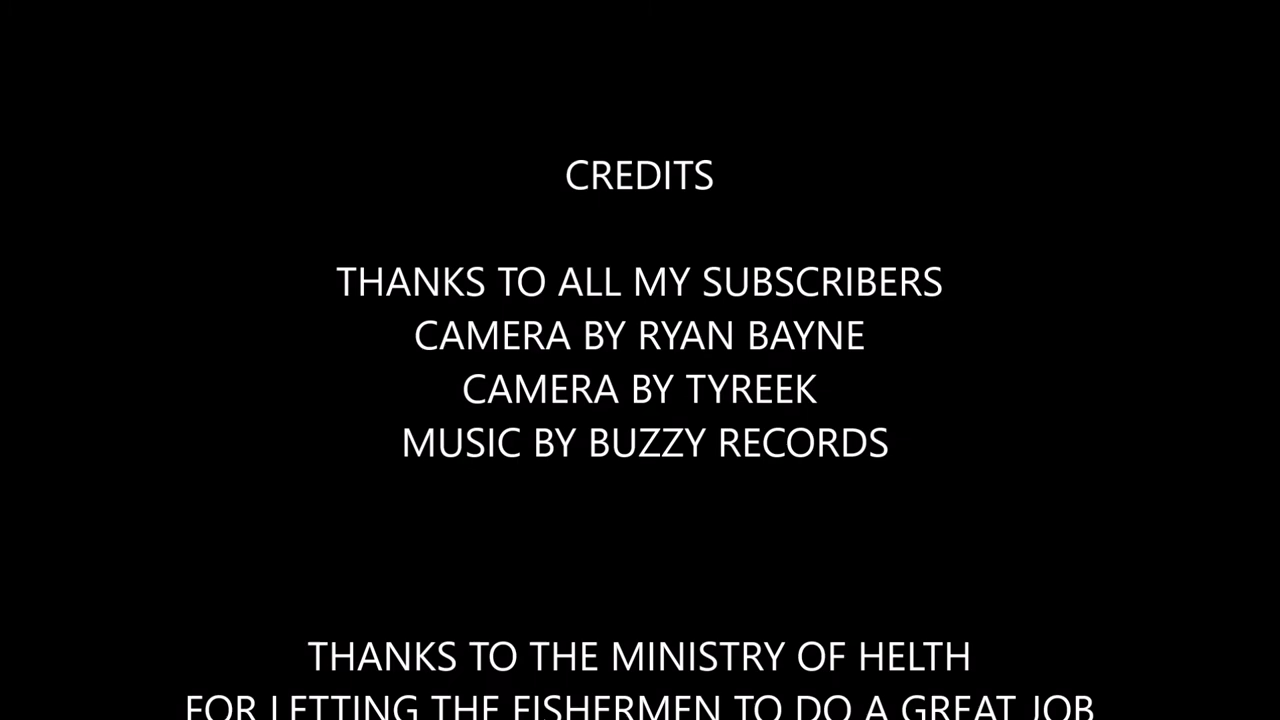 CREDITS
THANKS TO ALL MY SUBSCRIBERS
CAMERA BY RYAN BAYNE
CAMERA BY TYREEK
MUSIC BY BUZZY RECORDS
THANKS TO THE MINISTRY OF HELTH
FOR LETTING THE FISHERMEN TO DO A GREAT JOB